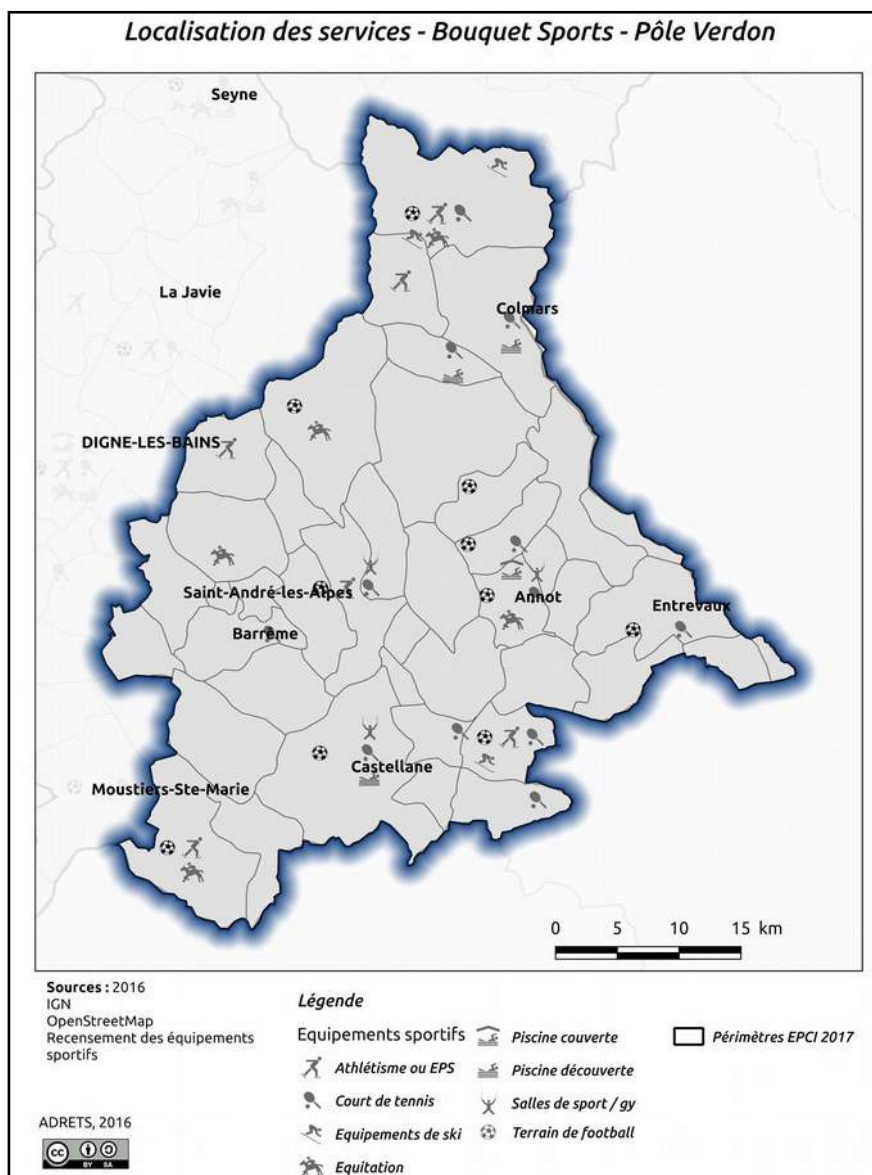 Localisation des services - Bouquet Sports - Pôle Verdon
Seyne
La Javie
Colmars
DIGNE-LES-BAINS
Saint-André-les-Alpes
Annot
Entrevaux
Barrême
Castellane
Moustiers-Ste-Marie
0 5 10 15 km
Sources : 2016
IGN
OpenStreetMap
Recensement des équipements
sportifs
ADRETS, 2016
CC BY SA
Légende
Equipements sportifs
Athlétisme ou EPS
Court de tennis
Equipements de ski
Equitation
Piscine couverte
Piscine découverte
Salles de sport / gy
Terrain de football
Périmètres EPCI 2017